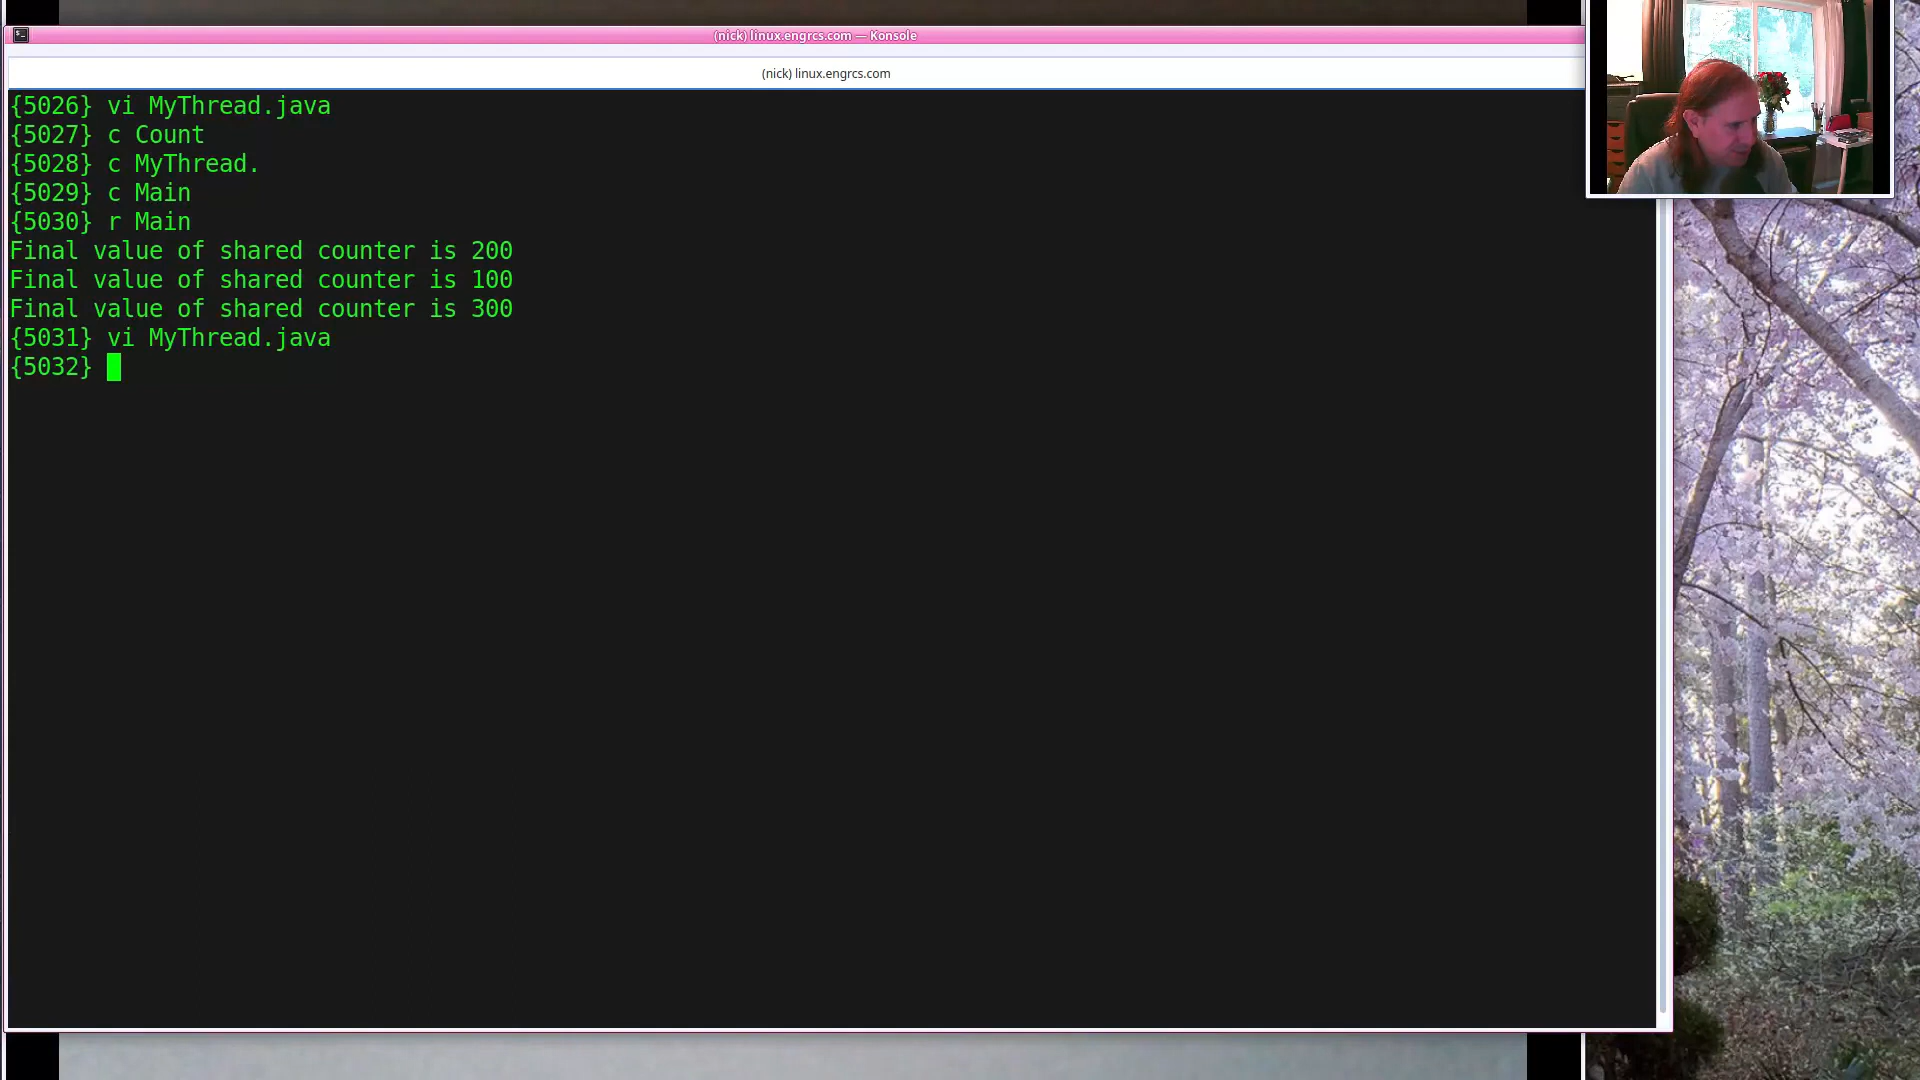 (nick) linux.engrcs.com — Konsole
(nick) linux.engrcs.com
{5026} vi MyThread.java
{5027} c Count
{5028} c MyThread.
{5029} c Main
{5030} r Main
Final value of shared counter is 200
Final value of shared counter is 100
Final value of shared counter is 300
{5031} vi MyThread.java
{5032}